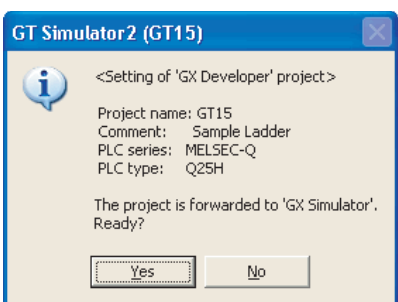 GT Simulator2 (GT15)
<Setting of 'GX Developer' project>
Project name: GT15
Comment: Sample Ladder
PLC series: MELSEC-Q
PLC type: Q25H
The project is forwarded to 'GX Simulator'.
Ready?
Yes No